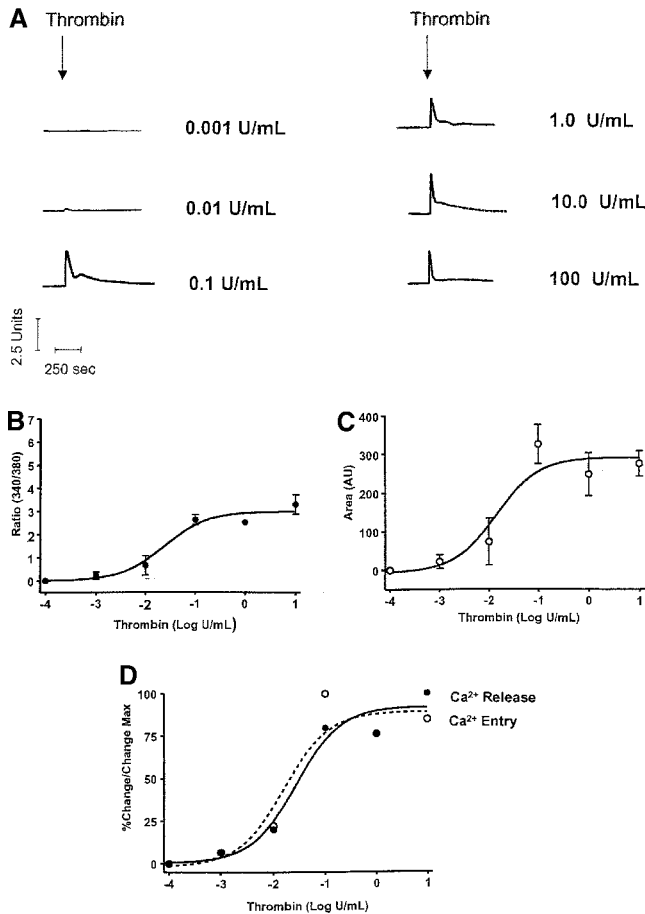 A
Thrombin
Thrombin
0.001 U/mL
1.0 U/mL
0.01 U/mL
10.0 U/mL
0.1 U/mL
100 U/mL
2.5 Units
250 sec
B
7
6
5
4
3
2
1
0
Ratio (340/380)
-4 -3 -2 -1 0 1
Thrombin (Log U/mL)
C
400
300
200
100
0
Area (AU)
-4 -3 -2 -1 0 1
Thrombin (Log U/mL)
D
100
75
50
25
0
%Change/Change Max
Ca²⁺ Release
Ca²⁺ Entry
-4 -3 -2 -1 0 1
Thrombin (Log U/mL)